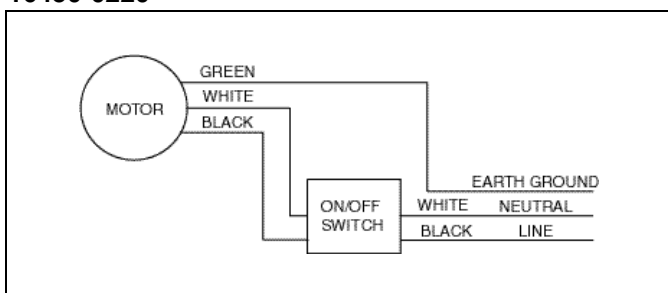 GREEN
WHITE
MOTOR
BLACK
EARTH GROUND
ON/OFF
SWITCH
WHITE NEUTRAL
BLACK LINE